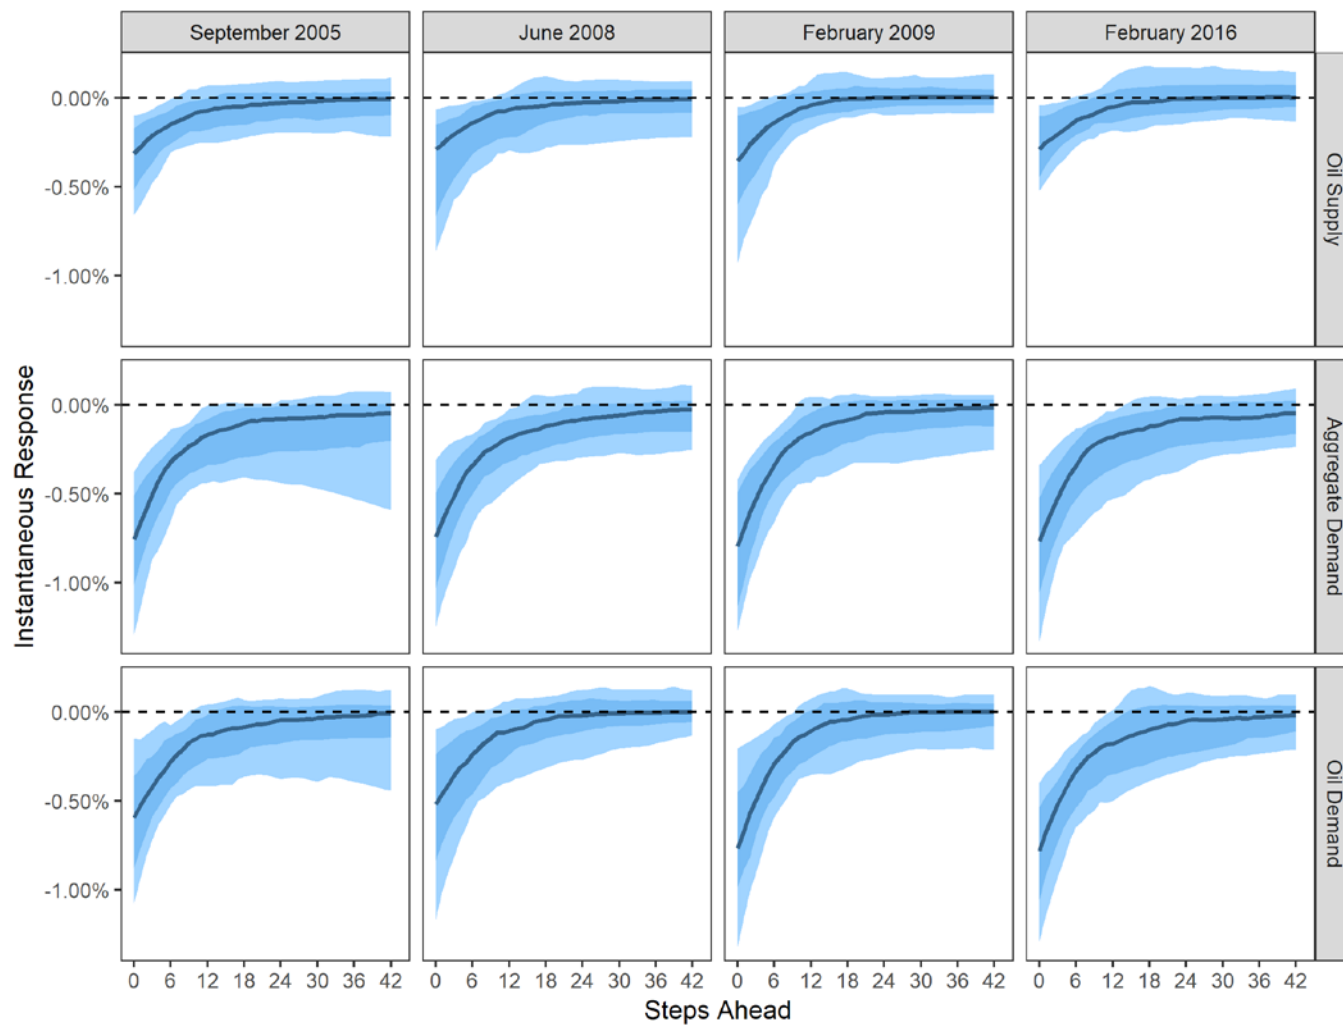 September 2005 June 2008 February 2009 February 2016
0.00%
-0.50%
-1.00%
Oil Supply
0.00%
-0.50%
-1.00%
Aggregate Demand
0.00%
-0.50%
-1.00%
Oil Demand
Instantaneous Response
0 6 12 18 24 30 36 42 0 6 12 18 24 30 36 42 0 6 12 18 24 30 36 42 0 6 12 18 24 30 36 42
Steps Ahead